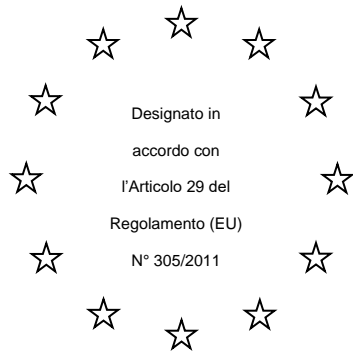 Designato in
accordo con
l'Articolo 29 del
Regolamento (EU)
N° 305/2011